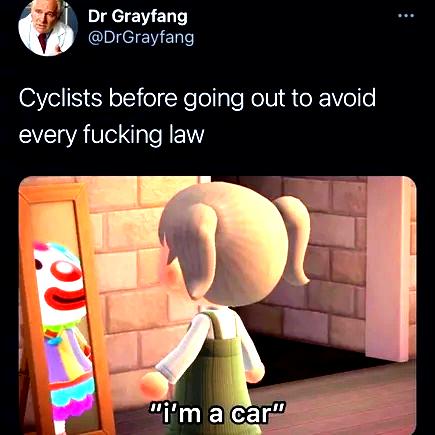 Dr Grayfang
@DrGrayfang
Cyclists before going out to avoid
every fucking law
"i'm a car"